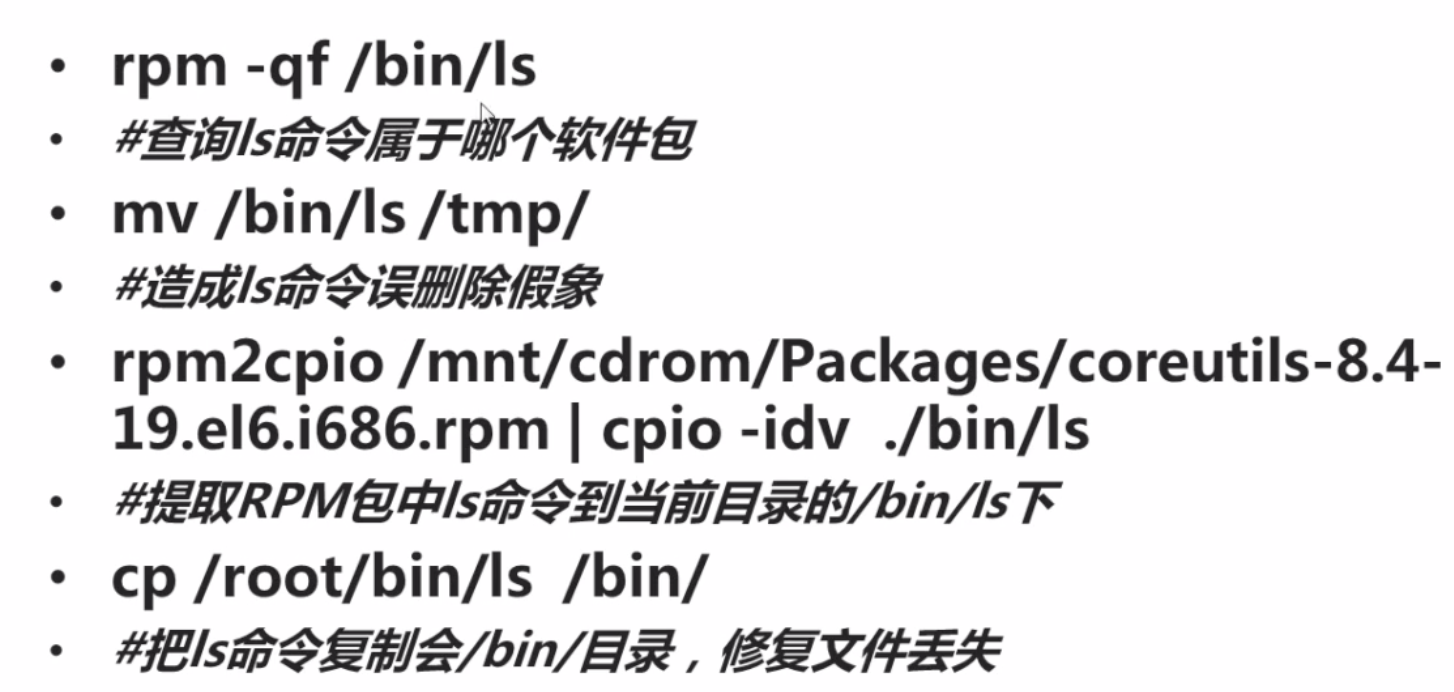 • rpm -qf /bin/ls
• #查询ls命令属于哪个软件包
• mv /bin/ls /tmp/
• #造成ls命令误删除假象
• rpm2cpio /mnt/cdrom/Packages/coreutils-8.4-
19.el6.i686.rpm | cpio -idv ./bin/ls
• #提取RPM包中ls命令到当前目录的/bin/ls下
• cp /root/bin/ls /bin/
• #把ls命令复制会/bin/目录，修复文件丢失